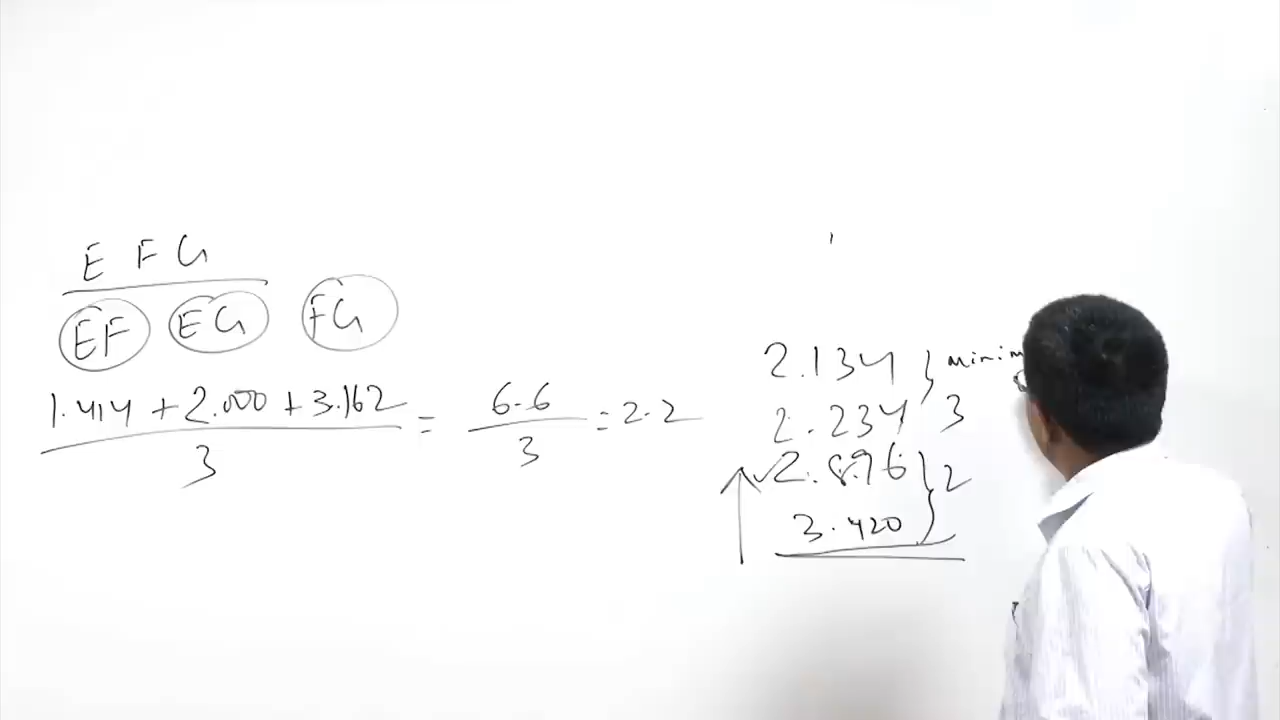 E F G
EF EG FG
1.414 + 2.000 + 3.162 / 3 = 6.6 / 3 = 2.2
2.134
2.234 3
2.896 2
3.420